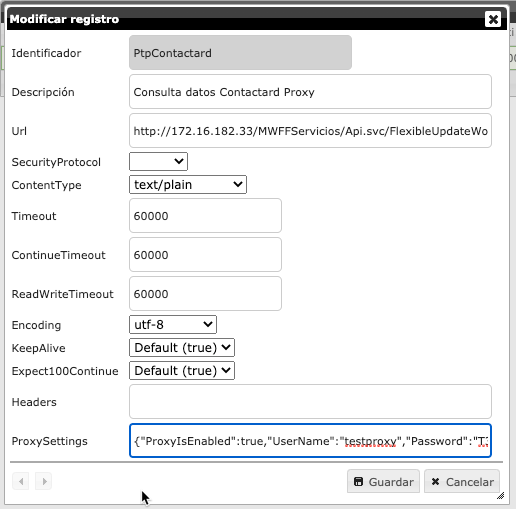 Modificar registro
Identificador PtpContactard
Descripción Consulta datos Contactard Proxy
Url http://172.16.182.33/MWFFServicios/Api.svc/FlexibleUpdateWo
SecurityProtocol
ContentType text/plain
Timeout 60000
ContinueTimeout 60000
ReadWriteTimeout 60000
Encoding utf-8
KeepAlive Default (true)
Expect100Continue Default (true)
Headers
ProxySettings {"ProxyIsEnabled":true,"UserName":"testproxy","Password":"T
Guardar Cancelar